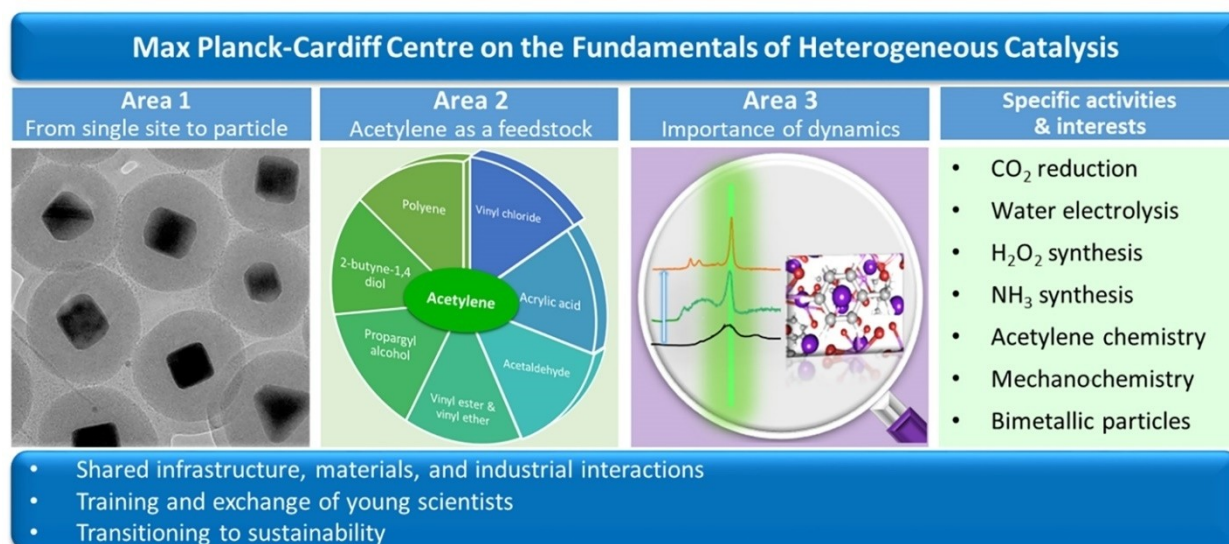 Max Planck-Cardiff Centre on the Fundamentals of Heterogeneous Catalysis
Area 1
From single site to particle
Area 2
Acetylene as a feedstock
Polyene
Vinyl chloride
2-butyne-1,4
diol
Acetylene
Acrylic acid
Propargyl
alcohol
Acetaldehyde
Vinyl ester &
vinyl ether
Area 3
Importance of dynamics
Specific activities
& interests
• CO₂ reduction
• Water electrolysis
• H₂O₂ synthesis
• NH₃ synthesis
• Acetylene chemistry
• Mechanochemistry
• Bimetallic particles
• Shared infrastructure, materials, and industrial interactions
• Training and exchange of young scientists
• Transitioning to sustainability